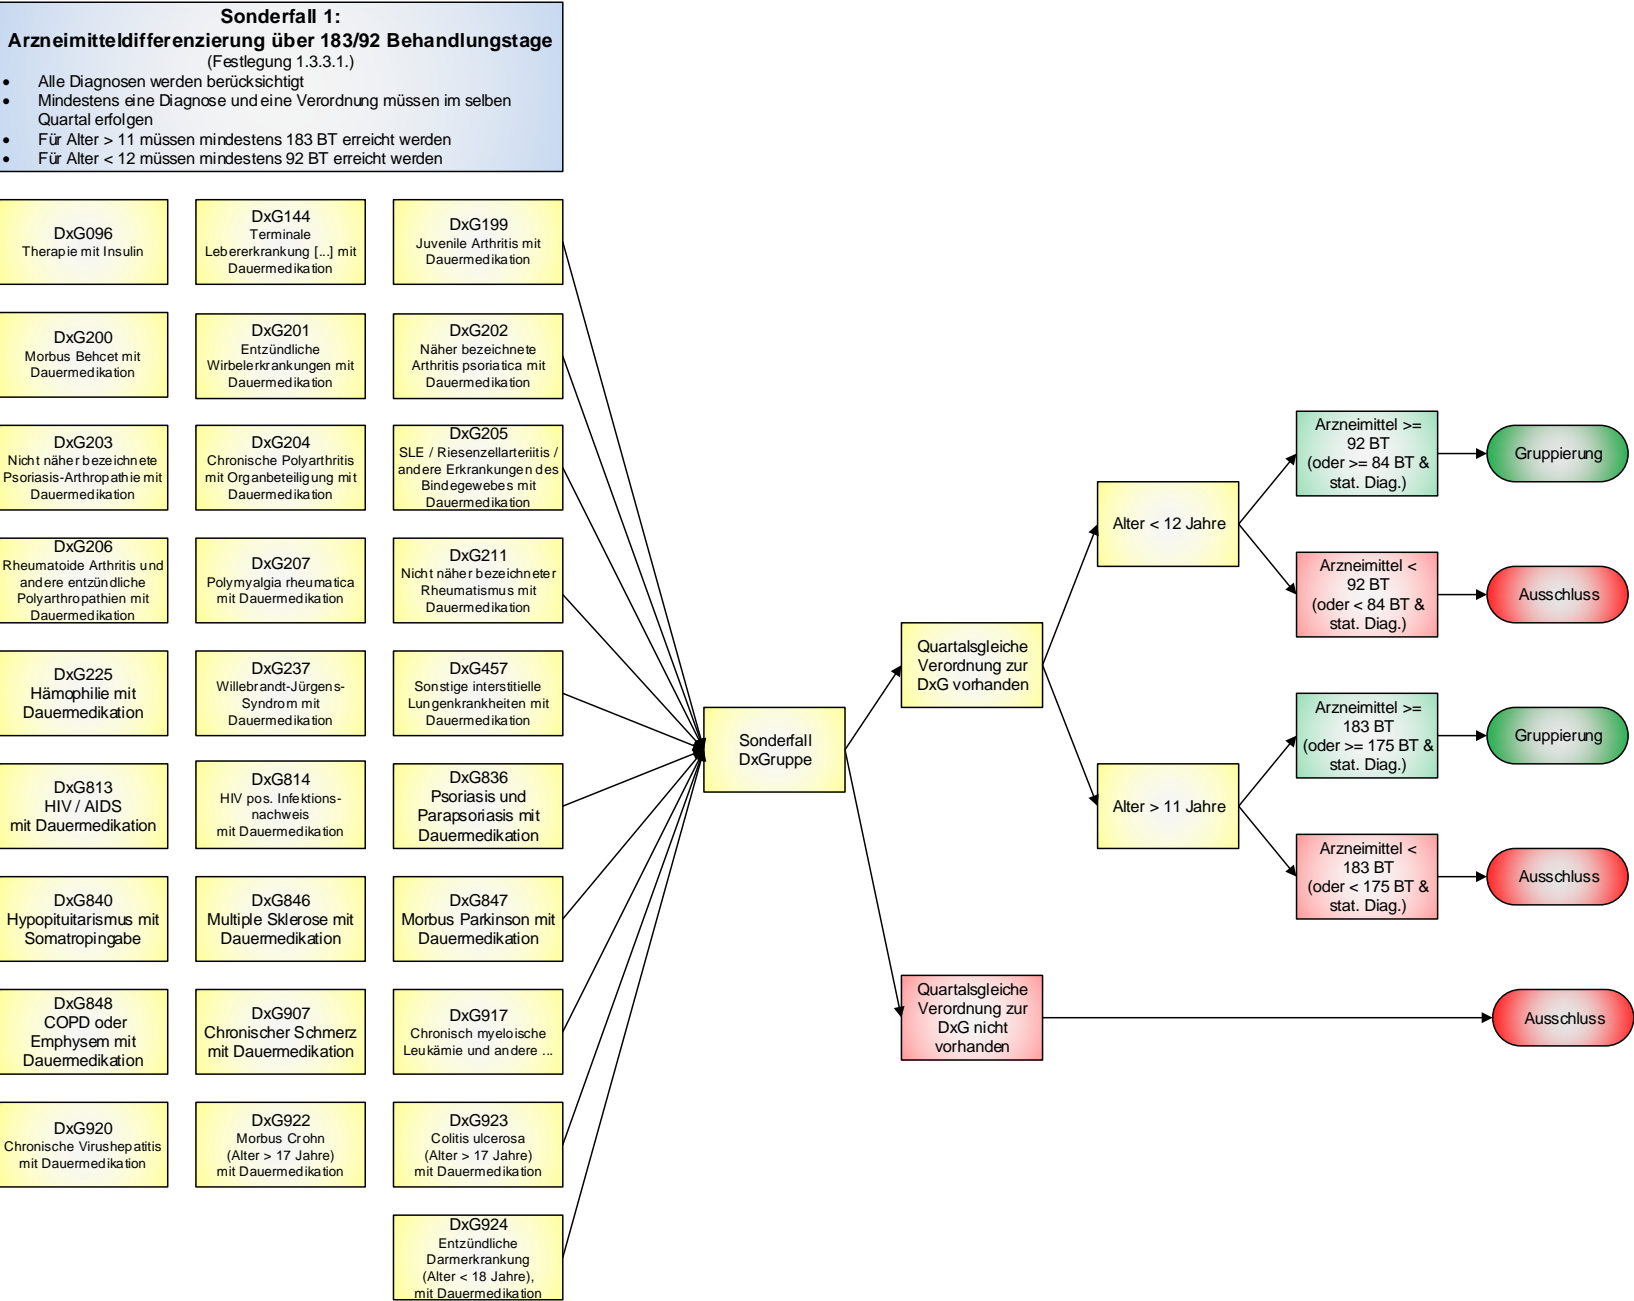 Sonderfall 1:
Arzneimitteldifferenzierung über 183/92 Behandlungstage
(Festlegung 1.3.3.1.)
• Alle Diagnosen werden berücksichtigt
• Mindestens eine Diagnose und eine Verordnung müssen im selben
Quartal erfolgen
• Für Alter > 11 müssen mindestens 183 BT erreicht werden
• Für Alter < 12 müssen mindestens 92 BT erreicht werden
DxG096
Therapie mit Insulin
DxG144
Terminale
Lebererkrankung [...] mit
Dauermedikation
DxG199
Juvenile Arthritis mit
Dauermedikation
DxG200
Morbus Behcet mit
Dauermedikation
DxG201
Entzündliche
Wirbelerkrankungen mit
Dauermedikation
DxG202
Näher bezeichnete
Arthritis psoriatica mit
Dauermedikation
DxG203
Nicht näher bezeichnete
Psoriasis-Arthropathie mit
Dauermedikation
DxG204
Chronische Polyarthritis
mit Organbeteiligung mit
Dauermedikation
DxG205
SLE / Riesenzellarteriitis /
andere Erkrankungen des
Bindegewebes mit
Dauermedikation
DxG206
Rheumatoide Arthritis und
andere entzündliche
Polyarthropathien mit
Dauermedikation
DxG207
Polymyalgia rheumatica
mit Dauermedikation
DxG211
Nicht näher bezeichneter
Rheumatismus mit
Dauermedikation
DxG225
Hämophilie mit
Dauermedikation
DxG237
Willebrandt-Jürgens-
Syndrom mit
Dauermedikation
DxG457
Sonstige interstitielle
Lungenkrankheiten mit
Dauermedikation
DxG813
HIV / AIDS
mit Dauermedikation
DxG814
HIV pos. Infektions-
nachweis
mit Dauermedikation
DxG836
Psoriasis und
Parapsoriasis mit
Dauermedikation
DxG840
Hypopituitarismus mit
Somatropingabe
DxG846
Multiple Sklerose mit
Dauermedikation
DxG847
Morbus Parkinson mit
Dauermedikation
DxG848
COPD oder
Emphysem mit
Dauermedikation
DxG907
Chronischer Schmerz
mit Dauermedikation
DxG917
Chronisch myeloische
Leukämie und andere ...
DxG920
Chronische Virushepatitis
mit Dauermedikation
DxG922
Morbus Crohn
(Alter > 17 Jahre)
mit Dauermedikation
DxG923
Colitis ulcerosa
(Alter > 17 Jahre)
mit Dauermedikation
DxG924
Entzündliche
Darmerkrankung
(Alter < 18 Jahre),
mit Dauermedikation
Sonderfall
DxGruppe
Quartalsgleiche
Verordnung zur
DxG vorhanden
Quartalsgleiche
Verordnung zur
DxG nicht
vorhanden
Alter < 12 Jahre
Alter > 11 Jahre
Arzneimittel >=
92 BT
(oder >= 84 BT &
stat. Diag.)
Gruppierung
Arzneimittel <
92 BT
(oder < 84 BT &
stat. Diag.)
Ausschluss
Arzneimittel >=
183 BT
(oder >= 175 BT &
stat. Diag.)
Gruppierung
Arzneimittel <
183 BT
(oder < 175 BT &
stat. Diag.)
Ausschluss
Ausschluss